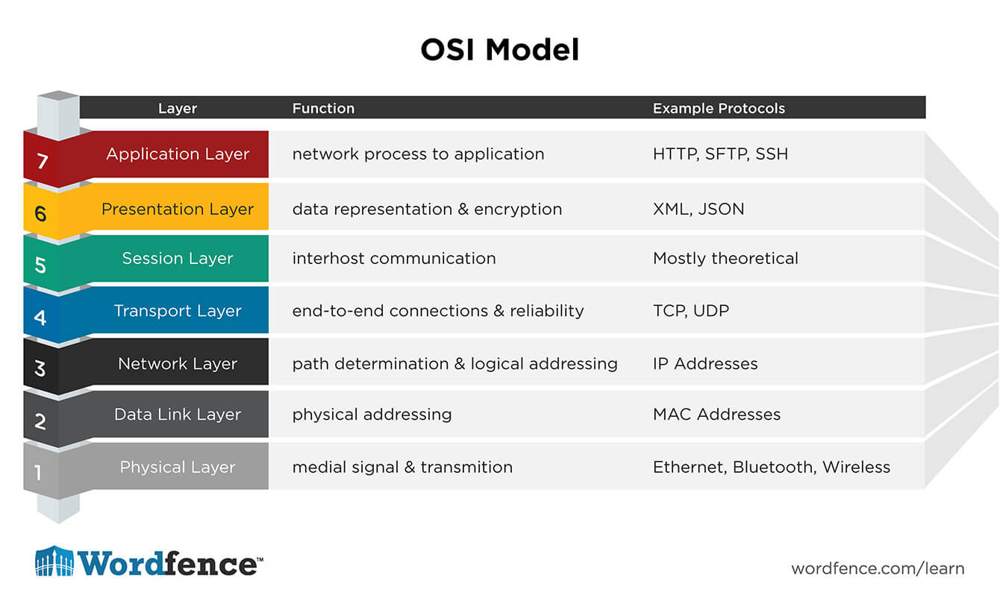 OSI Model
Layer Function Example Protocols
7 Application Layer network process to application HTTP, SFTP, SSH
6 Presentation Layer data representation & encryption XML, JSON
5 Session Layer interhost communication Mostly theoretical
4 Transport Layer end-to-end connections & reliability TCP, UDP
3 Network Layer path determination & logical addressing IP Addresses
2 Data Link Layer physical addressing MAC Addresses
1 Physical Layer medial signal & transmition Ethernet, Bluetooth, Wireless
Wordfence™
wordfence.com/learn